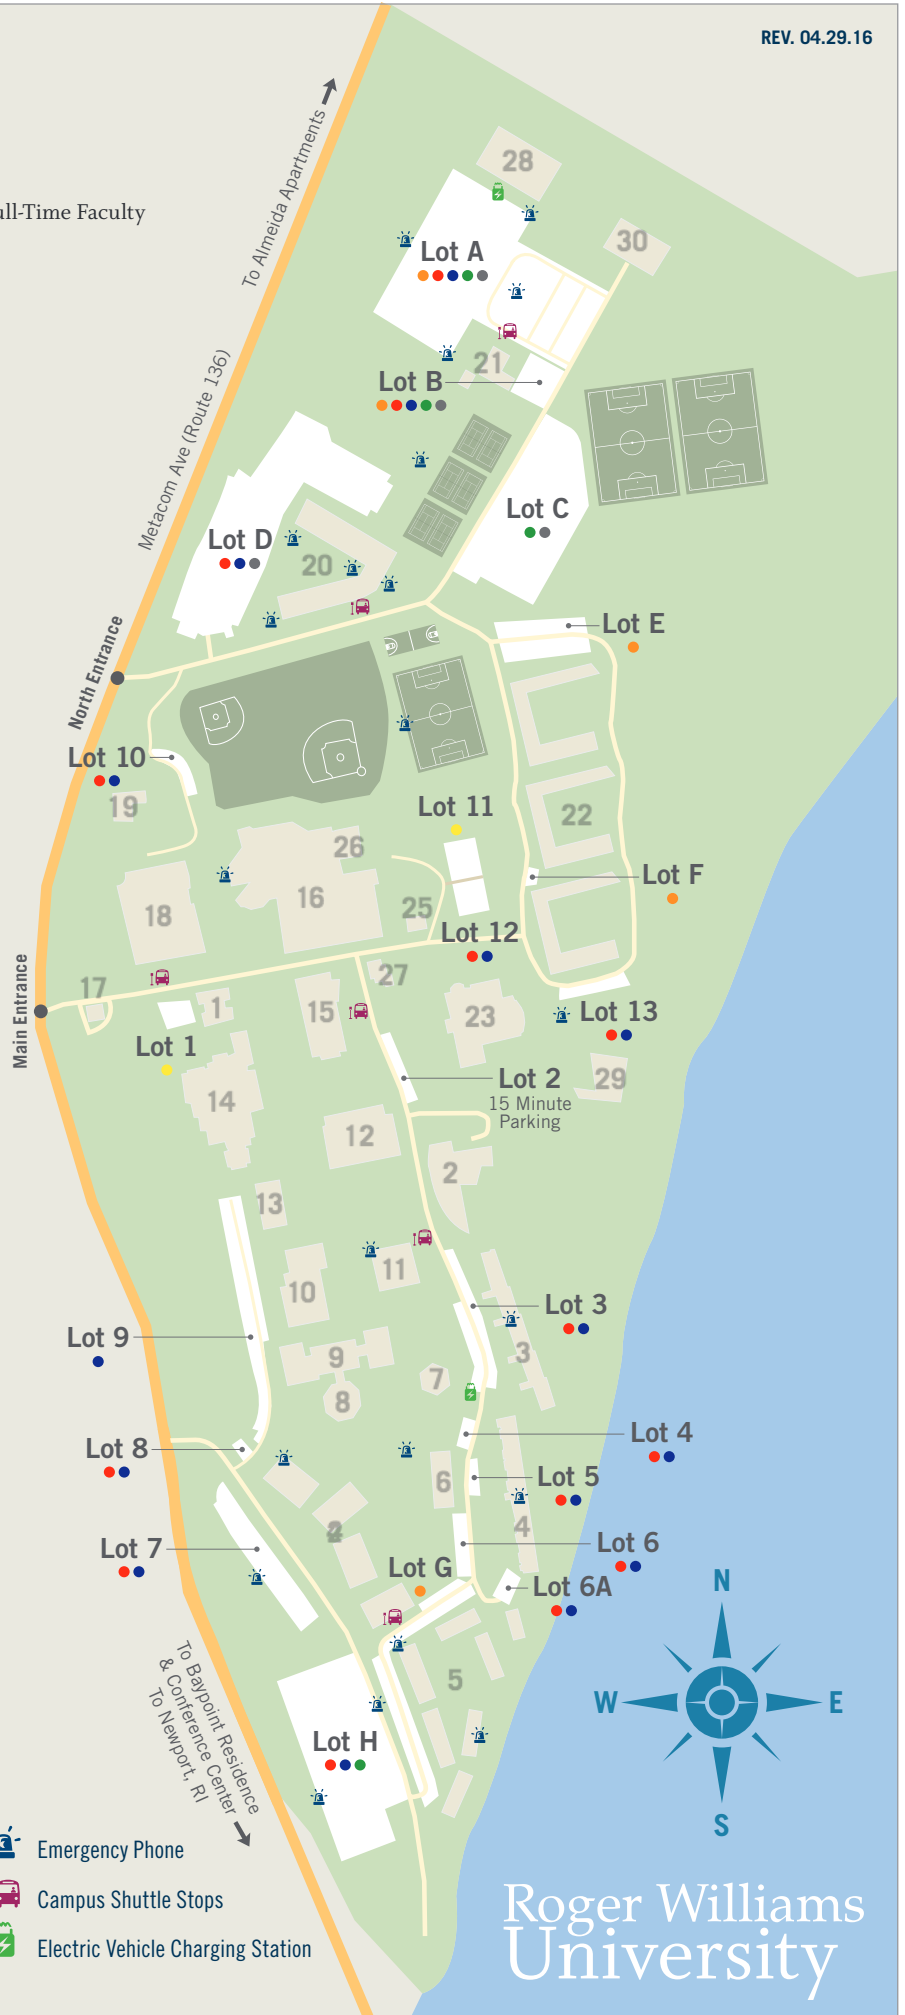 REV. 04.29.16
To Almeida Apartments
28
ull-Time Faculty
30
Lot A
21
Lot B
Metacom Ave (Route 136)
Lot C
Lot D
20
Lot E
North Entrance
Lot 10
19
Lot 11
22
26
Lot F
16
25
18
Lot 12
27
17
Main Entrance
1
15
23
Lot 13
Lot 1
Lot 2
15 Minute
Parking
29
14
12
2
13
11
10
Lot 3
Lot 9
9
3
7
8
Lot 4
Lot 8
6
Lot 5
4
Lot 6
Lot 7
Lot G
Lot 6A
N
5
W
E
To Baypoint Residence
& Conference Center
To Newport, RI
Lot H
S
Emergency Phone
Campus Shuttle Stops
Electric Vehicle Charging Station
Roger Williams
University